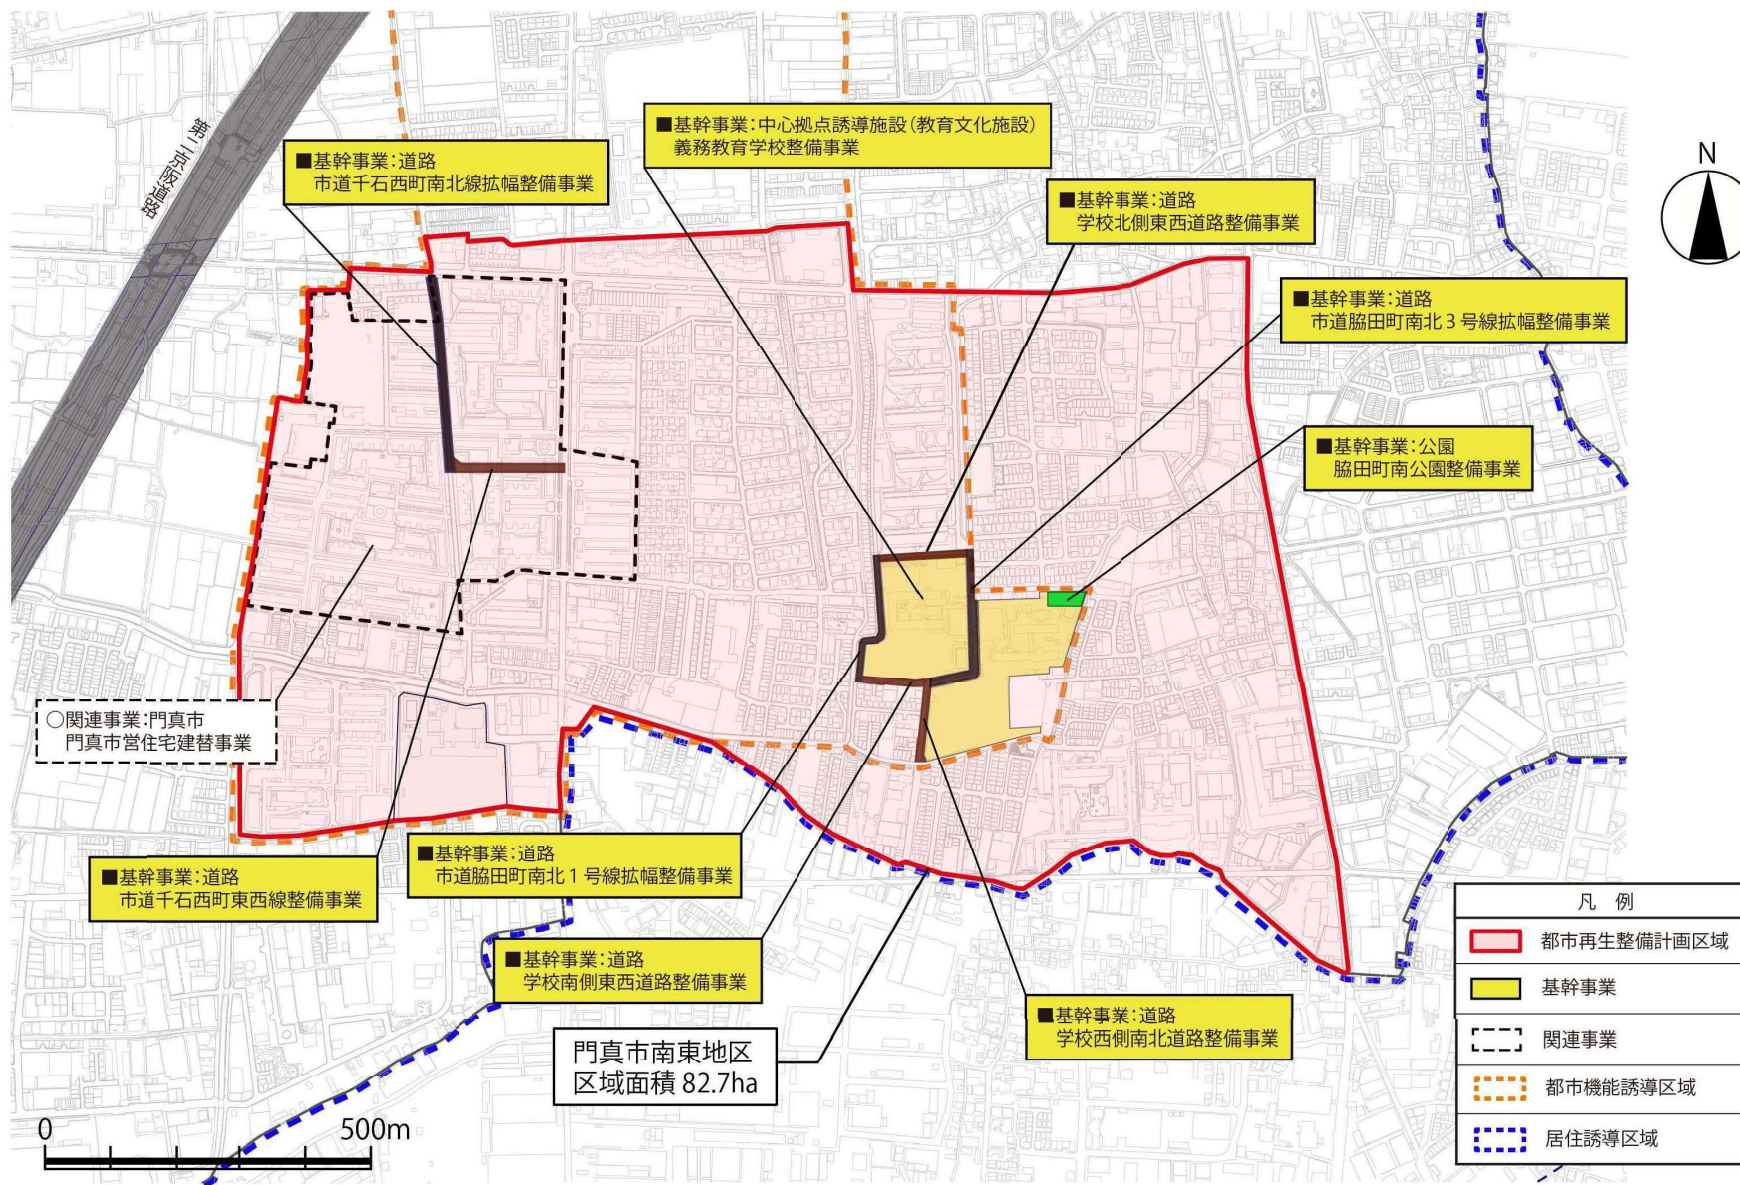 第二京阪道路
■基幹事業：中心拠点誘導施設（教育文化施設）
義務教育学校整備事業
■基幹事業：道路
市道千石西町南北線拡幅整備事業
■基幹事業：道路
学校北側東西道路整備事業
N
■基幹事業：道路
市道脇田町南北３号線拡幅整備事業
■基幹事業：公園
脇田町南公園整備事業
○関連事業：門真市
門真市営住宅建替事業
■基幹事業：道路
市道千石西町東西線整備事業
■基幹事業：道路
市道脇田町南北１号線拡幅整備事業
■基幹事業：道路
学校南側東西道路整備事業
■基幹事業：道路
学校西側南北道路整備事業
門真市南東地区
区域面積 82.7ha
凡　例
都市再生整備計画区域
基幹事業
関連事業
都市機能誘導区域
居住誘導区域
0
500m